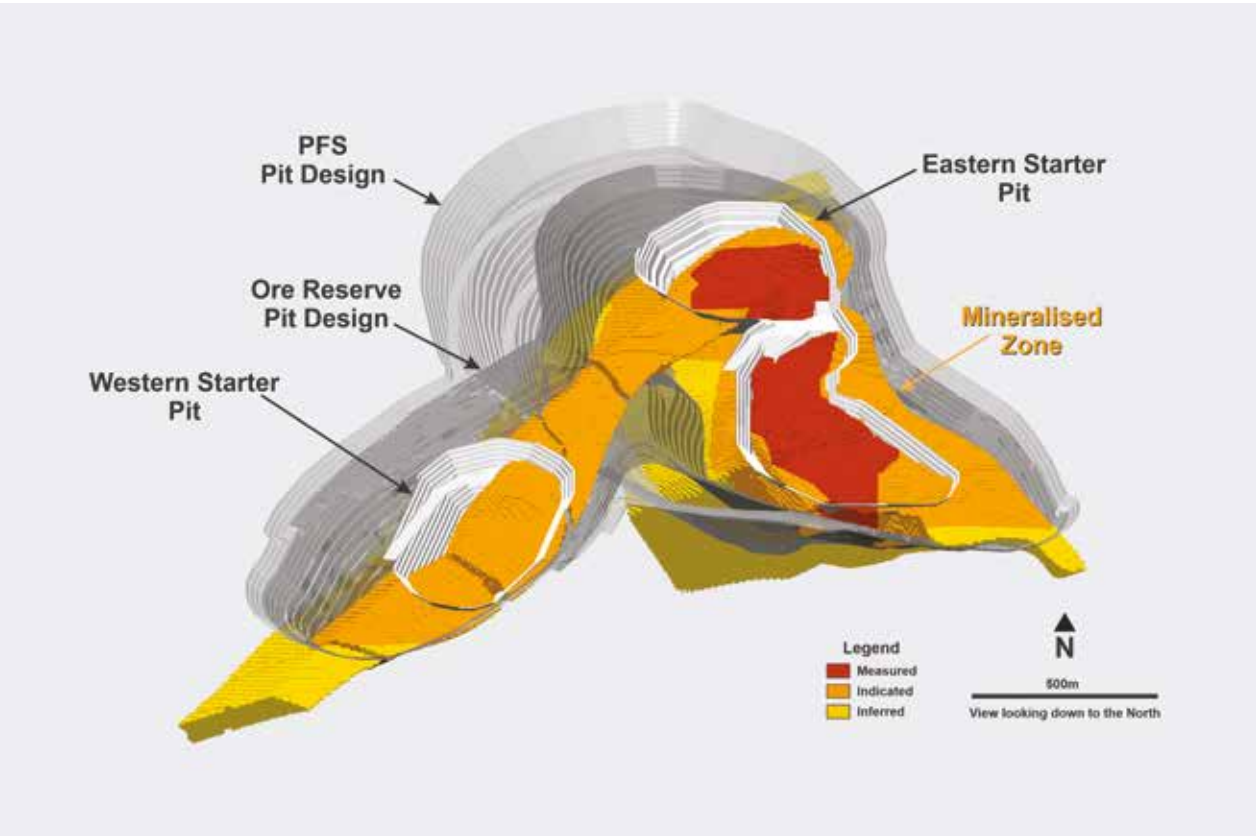 PFS
Pit Design
Eastern Starter
Pit
Ore Reserve
Pit Design
Mineralised
Zone
Western Starter
Pit
N
Legend
Measured
Indicated
Inferred
500m
View looking down to the North